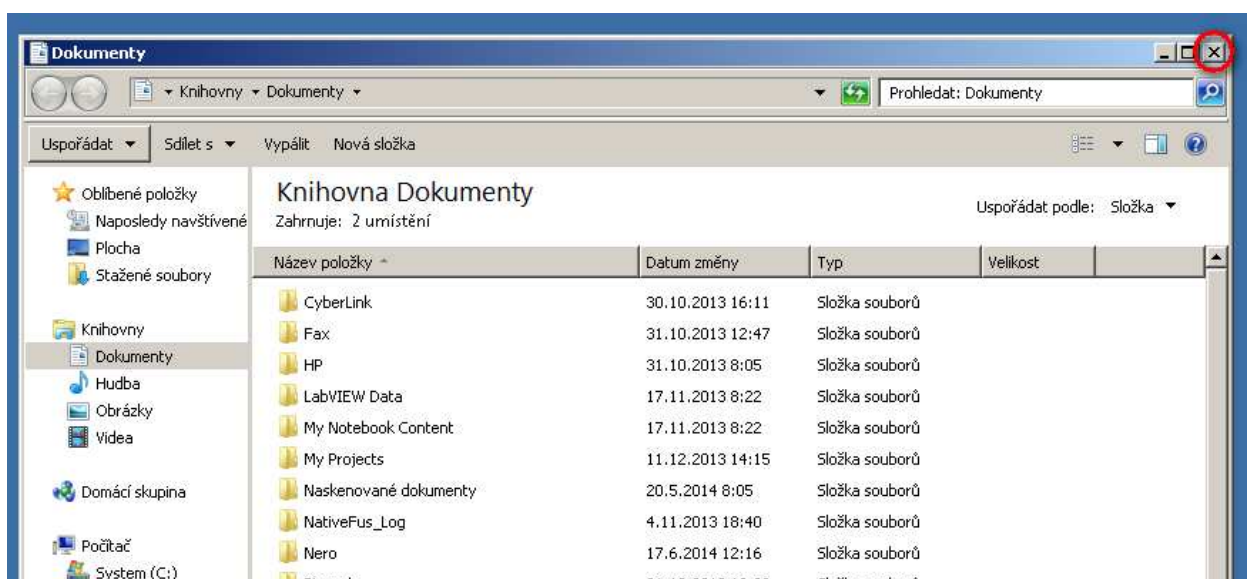 Dokumenty
Knihovny Dokumenty Prohledat: Dokumenty
Uspořádat Sdílet s Vypálit Nová složka
Oblíbené položky
Naposledy navštívené
Plocha
Stažené soubory
Knihovny
Dokumenty
Hudba
Obrázky
Videa
Domácí skupina
Počítač
System (C:)
Knihovna Dokumenty
Zahrnuje: 2 umístění
Uspořádat podle: Složka
Název položky Datum změny Typ Velikost
CyberLink 30.10.2013 16:11 Složka souborů
Fax 31.10.2013 12:47 Složka souborů
HP 31.10.2013 8:05 Složka souborů
LabVIEW Data 17.11.2013 8:22 Složka souborů
My Notebook Content 17.11.2013 8:22 Složka souborů
My Projects 11.12.2013 14:15 Složka souborů
Naskenované dokumenty 20.5.2014 8:05 Složka souborů
NativeFus_Log 4.11.2013 18:40 Složka souborů
Nero 17.6.2014 12:16 Složka souborů